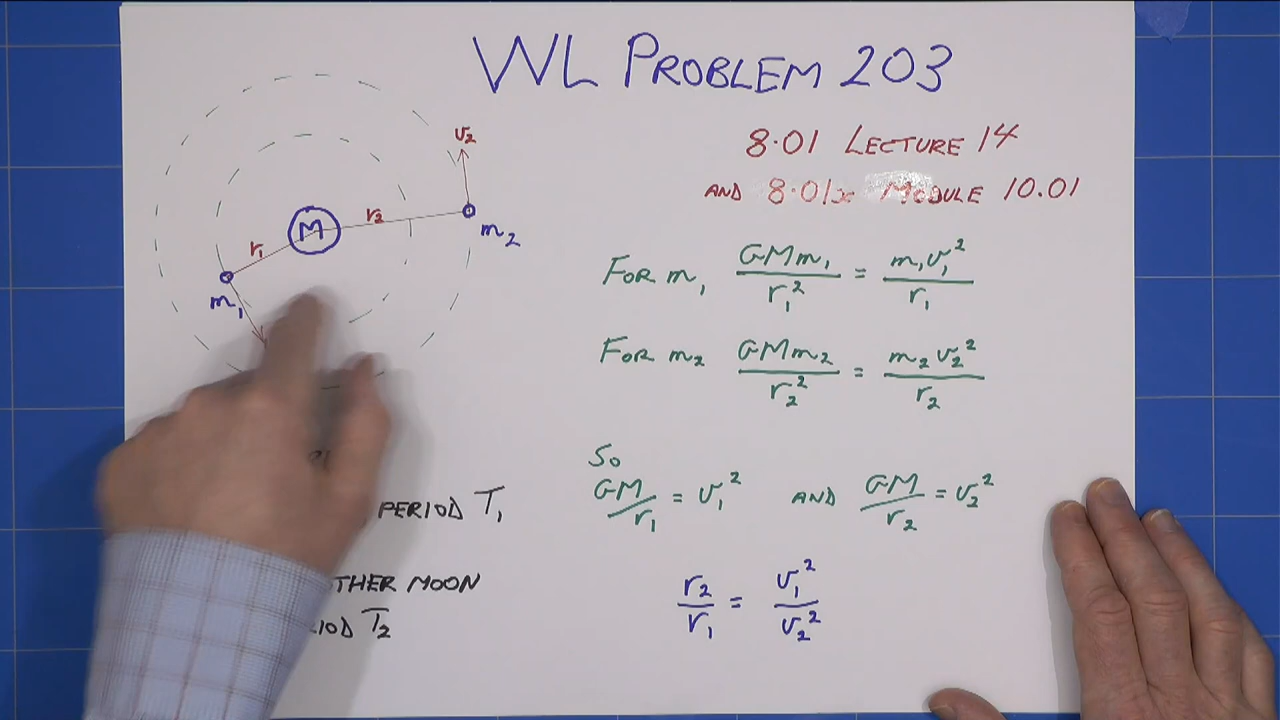 WL PROBLEM 203
8.01 LECTURE 14
AND 8.01x MODULE 10.01
v₂
M
r₂
r₁
m₂
m₁
FOR m₁ GMm₁/r₁² = m₁v₁²/r₁
FOR m₂ GMm₂/r₂² = m₂v₂²/r₂
SO
GM/r₁ = v₁² AND GM/r₂ = v₂²
PERIOD T₁
MOON
T₂
r₂/r₁ = v₁²/v₂²